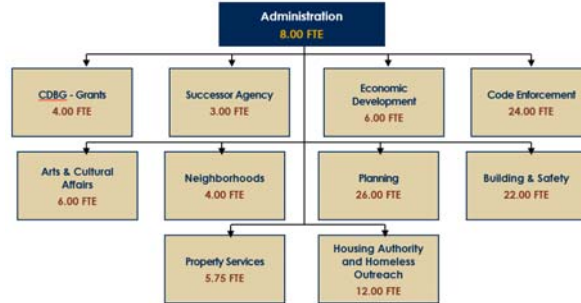 Administration
8.00 FTE
CDBG - Grants
4.00 FTE
Successor Agency
3.00 FTE
Economic
Development
6.00 FTE
Code Enforcement
24.00 FTE
Arts & Cultural
Affairs
6.00 FTE
Neighborhoods
4.00 FTE
Planning
26.00 FTE
Building & Safety
22.00 FTE
Property Services
5.75 FTE
Housing Authority
and Homeless
Outreach
12.00 FTE